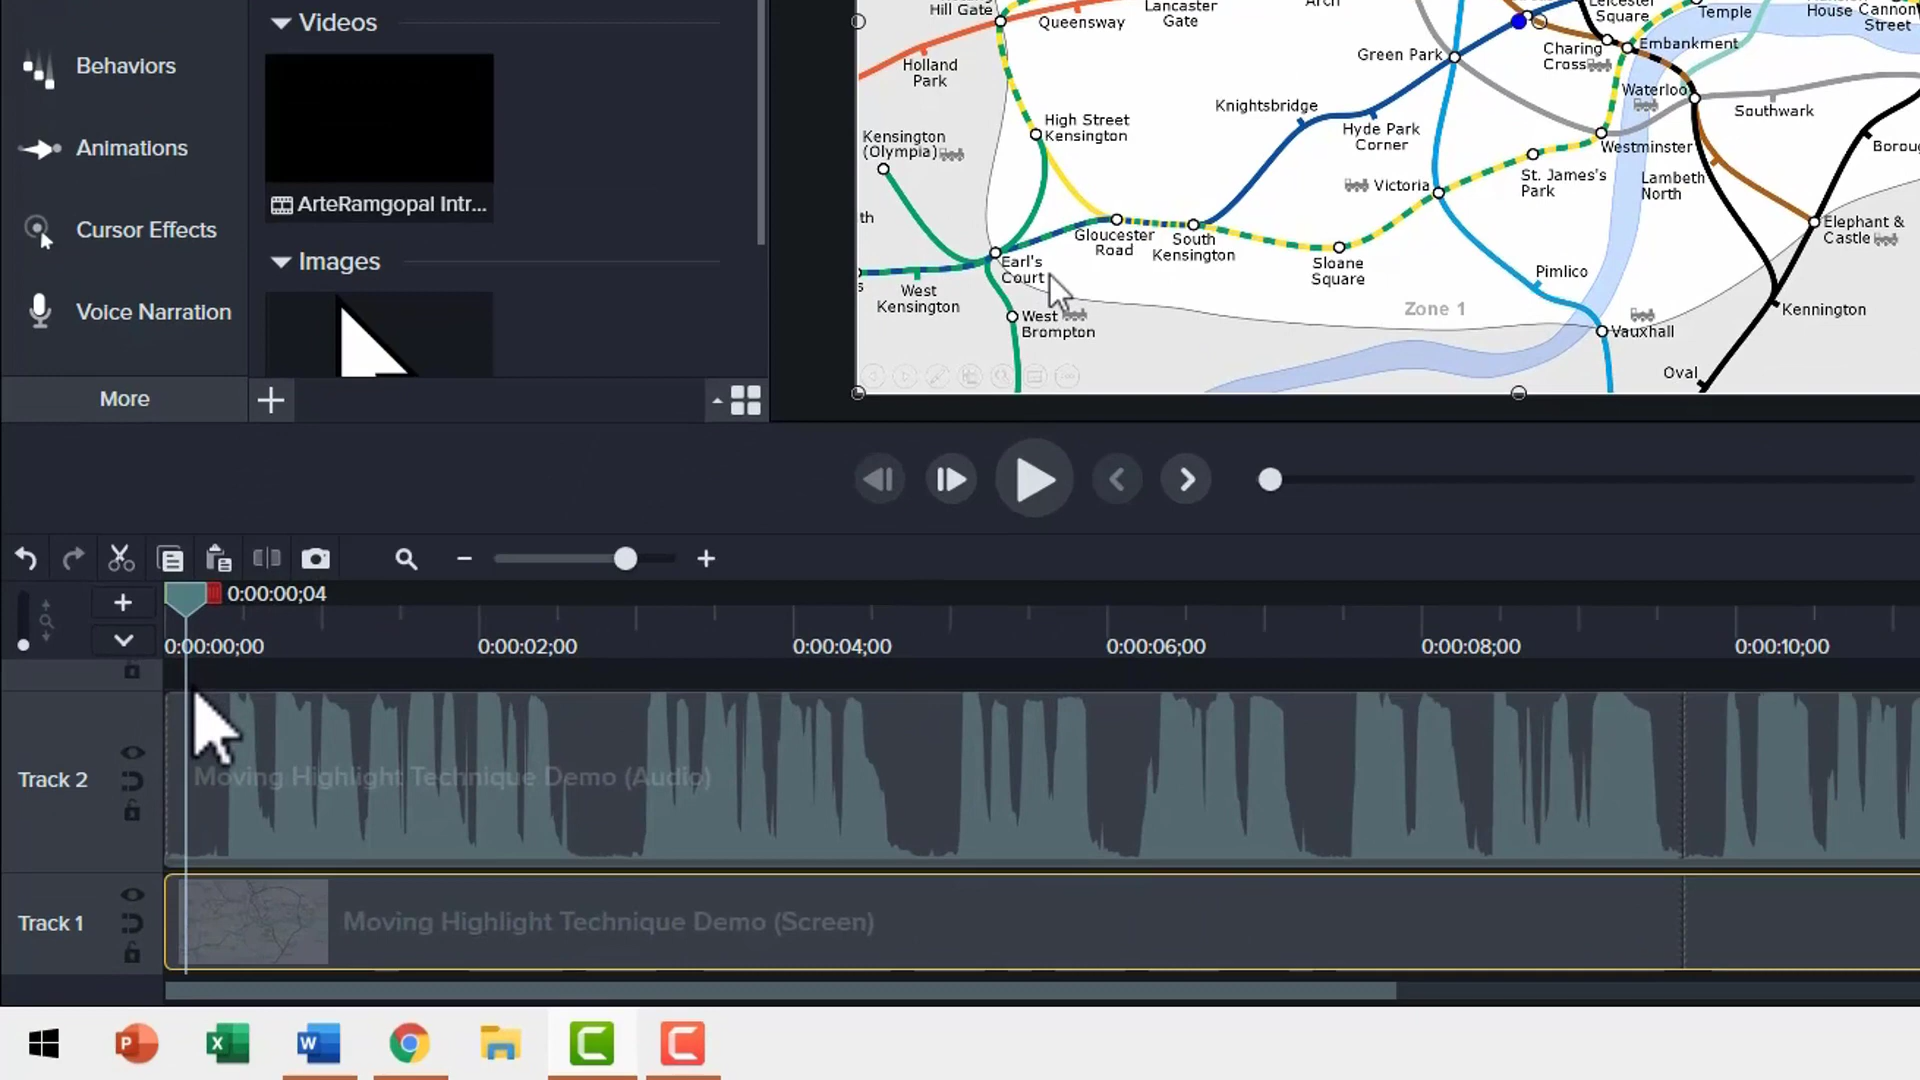 Videos
Behaviors
Animations
ArteRamgopal Intr...
Cursor Effects
Images
Voice Narration
More
Hill Gate
Queensway
Lancaster
Gate
Arch
Leicester
Square
Temple
House Cannon
Street
Holland
Park
Green Park
Charing
Cross
Embankment
Knightsbridge
Waterloo
Southwark
High Street
Kensington
Hyde Park
Corner
Kensington
(Olympia)
Westminster
Boroug
Victoria
St. James's
Park
Lambeth
North
th
Gloucester
Road
South
Kensington
Elephant &
Castle
Earl's
Court
Sloane
Square
Pimlico
s
West
Kensington
Zone 1
Kennington
West
Brompton
Vauxhall
Oval
0:00:00;04
0:00:00;00
0:00:02;00
0:00:04;00
0:00:06;00
0:00:08;00
0:00:10;00
Track 2
Moving Highlight Technique Demo (Audio)
Track 1
Moving Highlight Technique Demo (Screen)